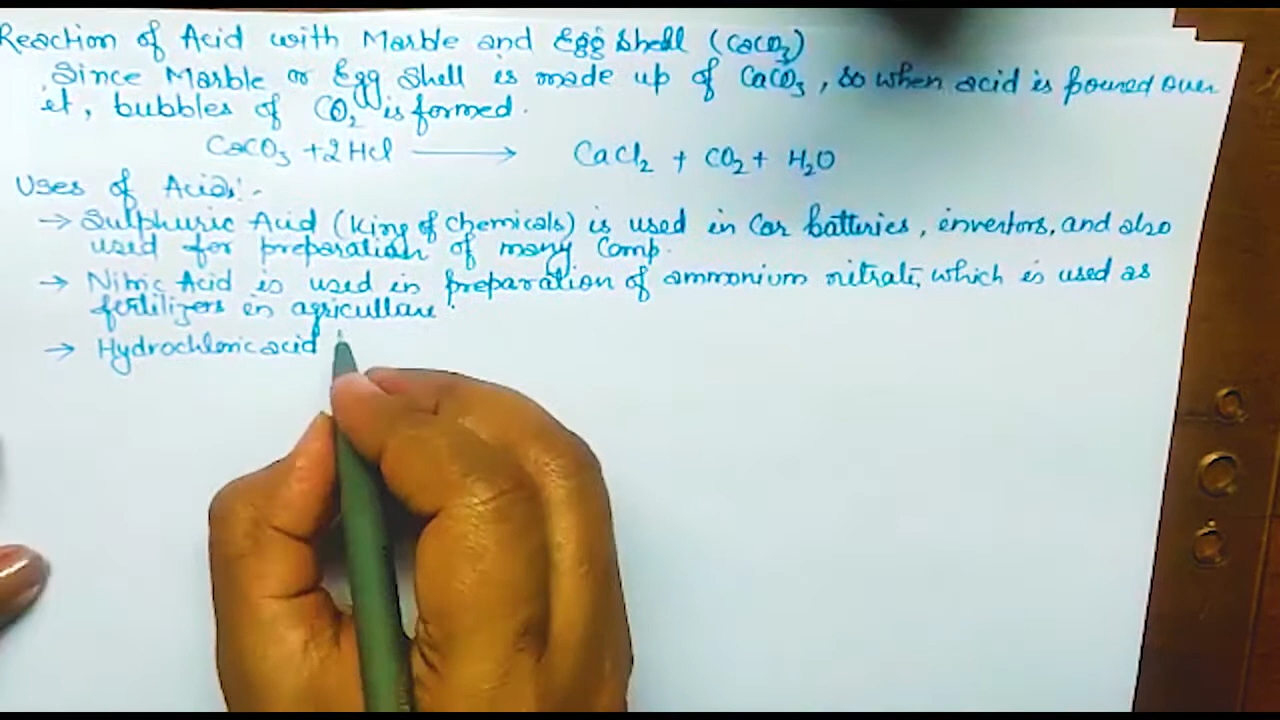 Reaction of Acid with Marble and Egg Shell (CaCO₃)
Since Marble or Egg Shell is made up of CaCO₃, so when acid is poured over
it, bubbles of CO₂ is formed.
CaCO₃ + 2HCl ⟶ CaCl₂ + CO₂ + H₂O
Uses of Acids:-
→ Sulphuric Acid (King of Chemicals) is used in Car batteries, invertors, and also
used for preparation of many Comp.
→ Nitric Acid is used in preparation of ammonium nitrate, which is used as
fertilizers in agriculture.
→ Hydrochloric acid